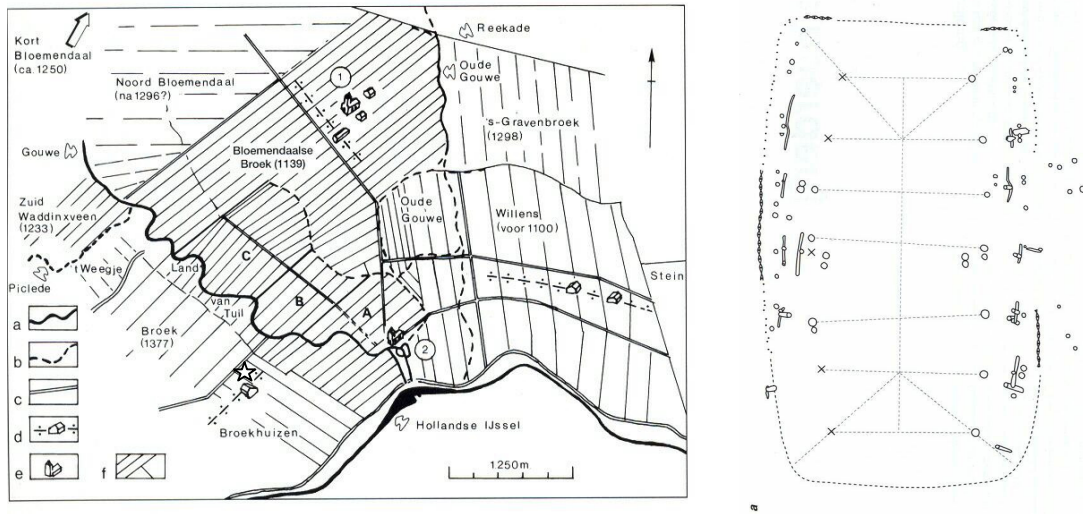 Kort
Bloemendaal
(ca. 1250)
Noord Bloemendaal
(na 1296?)
Reekade
Oude
Gouwe
's-Gravenbroek
(1298)
1
Gouwe
Bloemendaalse
Broek (1139)
Zuid
Waddinxveen
(1233)
Oude
Gouwe
Willens
(voor 1100)
't Weegje
Land
van
Tuil
C
B
A
Stein
Piclede
Broek
(1377)
2
Broekhuizen
Hollandse IJssel
1.250m
a
b
c
d
e
f
a